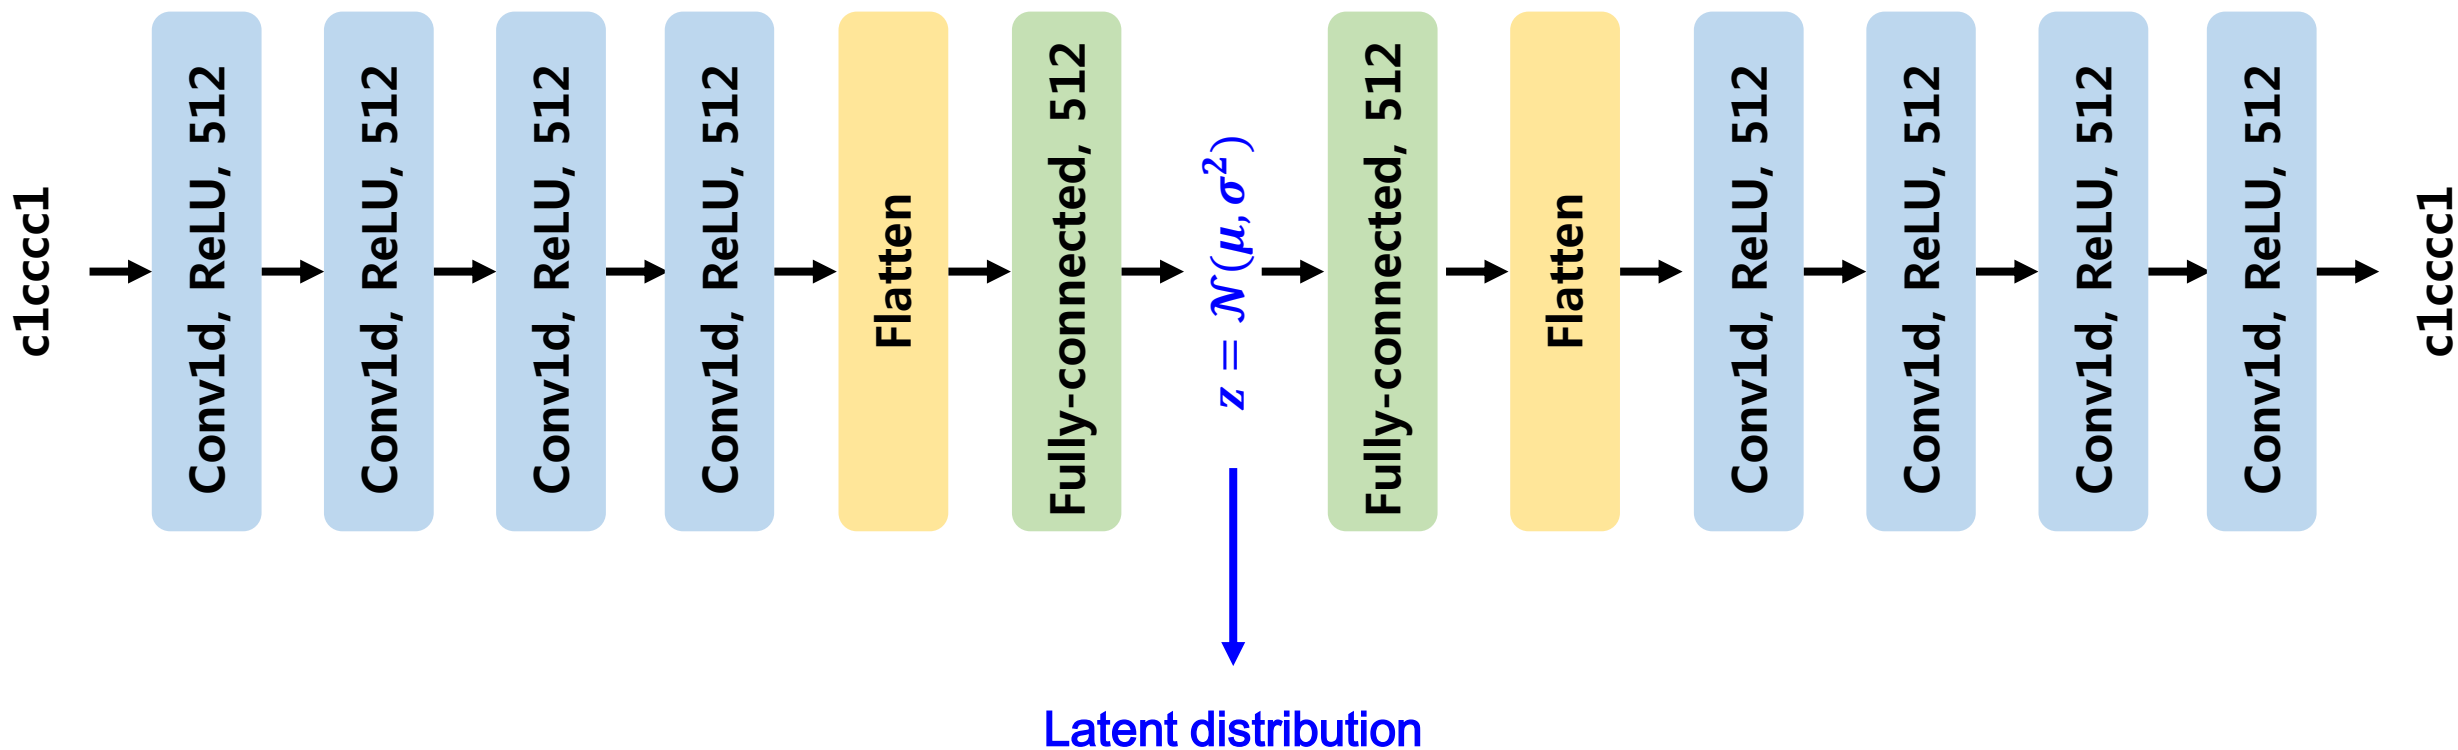 c1cccc1
Conv1d, ReLU, 512
Conv1d, ReLU, 512
Conv1d, ReLU, 512
Conv1d, ReLU, 512
Flatten
Fully-connected, 512
z = 𝒩(μ, σ²)
Fully-connected, 512
Flatten
Conv1d, ReLU, 512
Conv1d, ReLU, 512
Conv1d, ReLU, 512
Conv1d, ReLU, 512
c1cccc1
Latent distribution